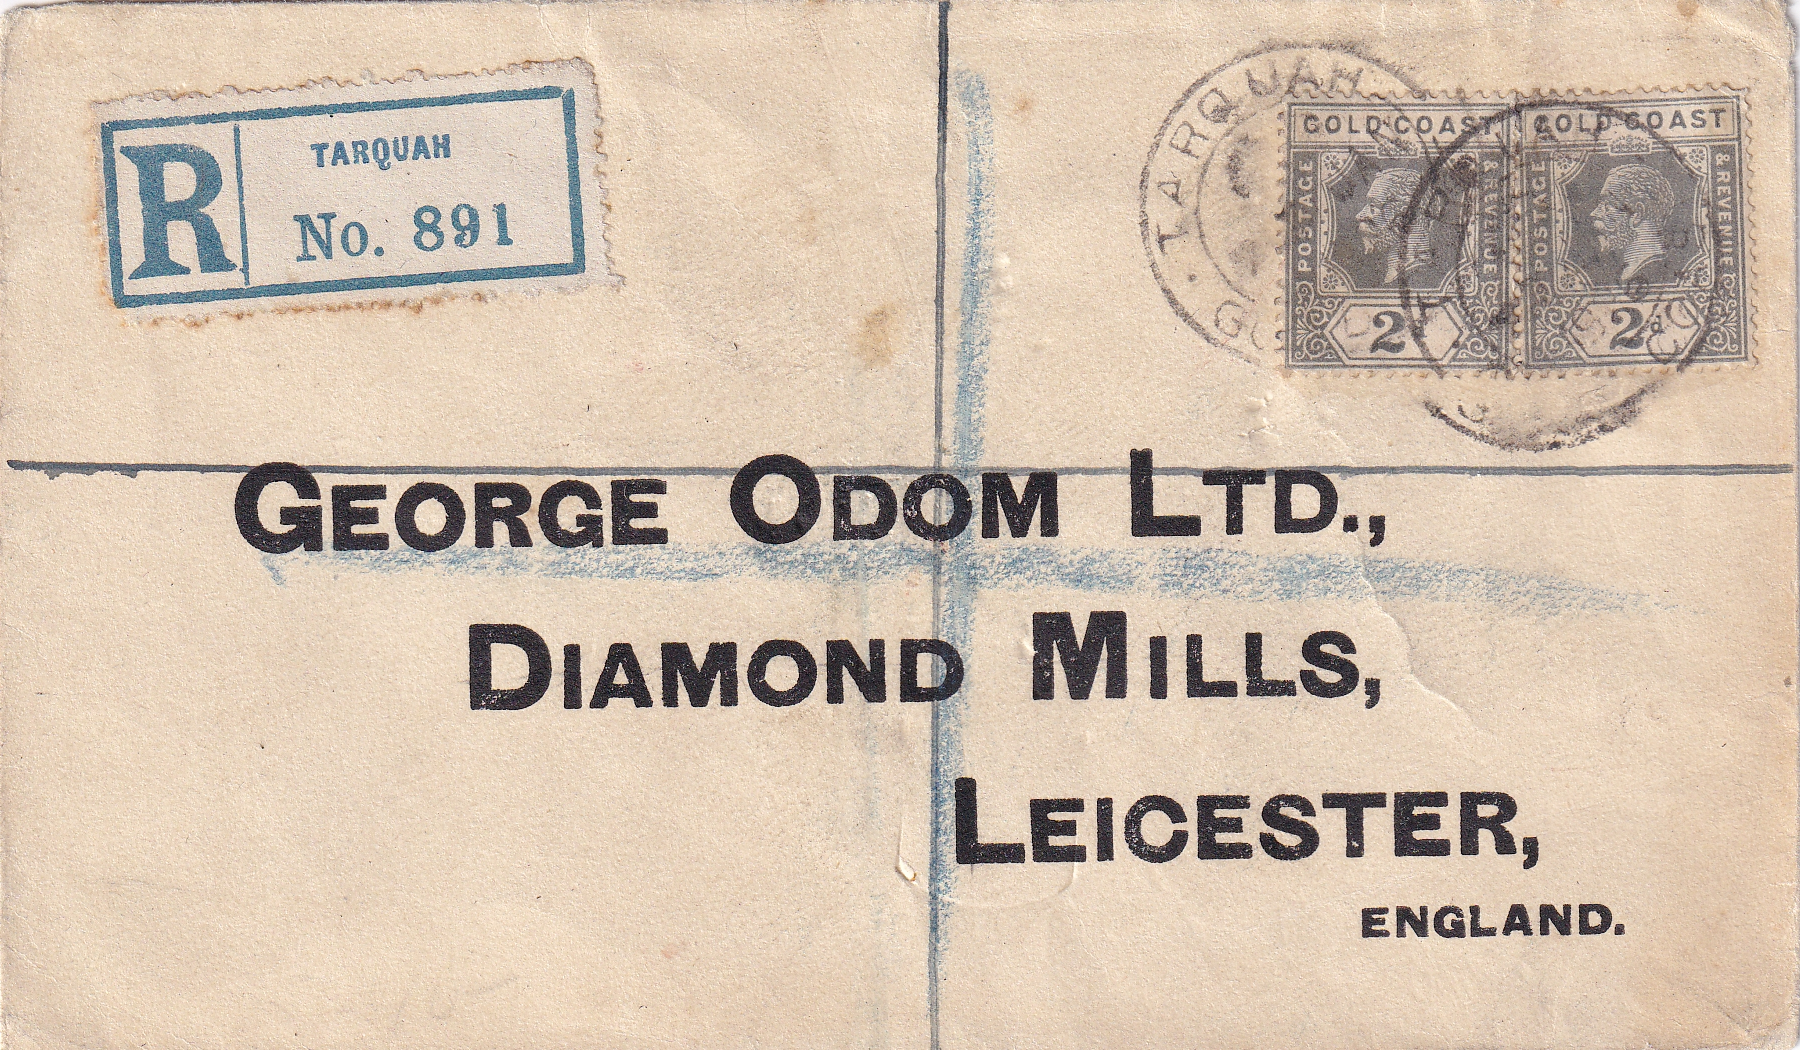 R
TARQUAH
No. 891
TARQUAH
GOLD COAST
POSTAGE
& REVENUE
2
GOLD COAST
POSTAGE
& REVENUE
2d
GEORGE ODOM LTD.,
DIAMOND MILLS,
LEICESTER,
ENGLAND.